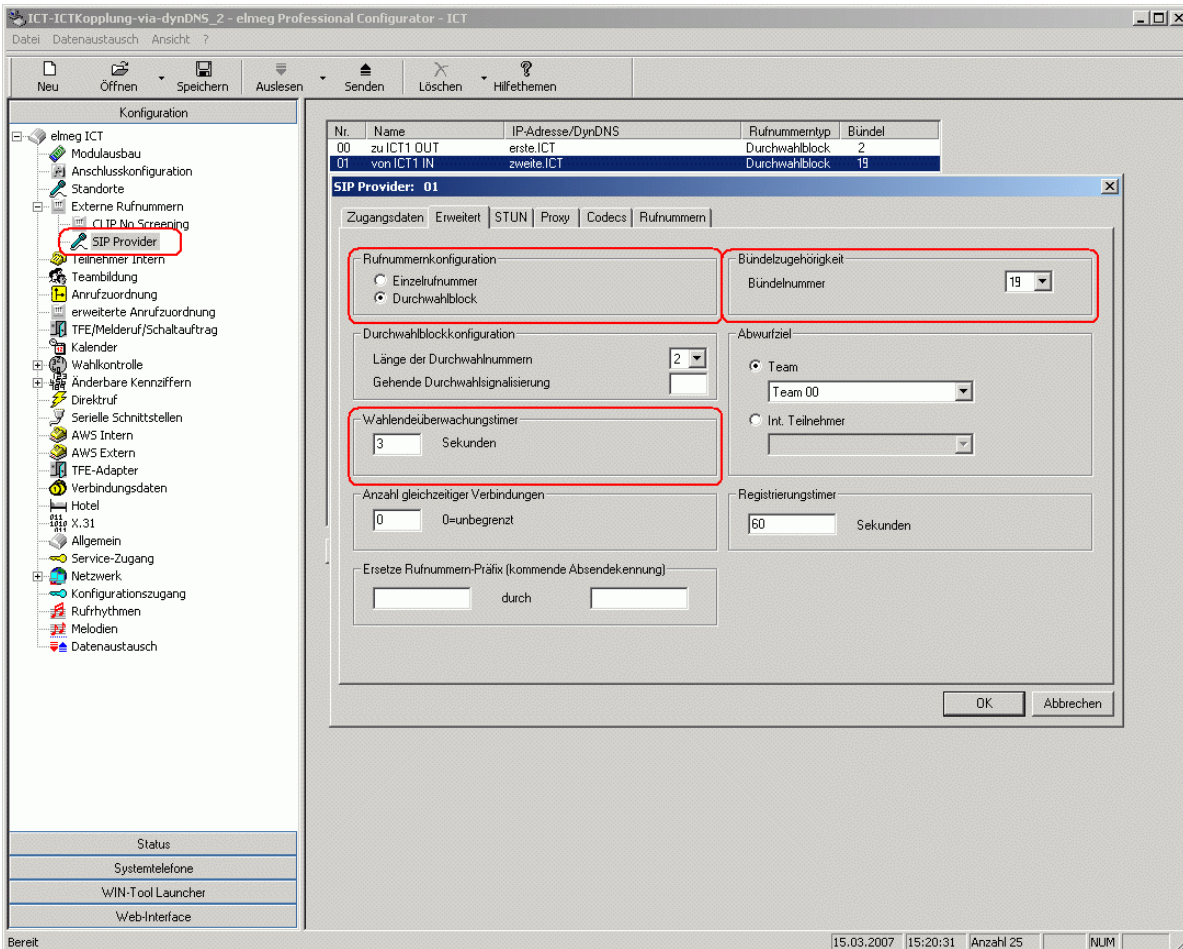 ICT-ICTKopplung-via-dynDNS_2 - elmeg Professional Configurator - ICT
Datei Datenaustausch Ansicht ?
Neu Öffnen Speichern Auslesen Senden Löschen Hilfethemen
Konfiguration
elmeg ICT
Modulausbau
Anschlusskonfiguration
Standorte
Externe Rufnummern
CLIP No Screening
SIP Provider
Teilnehmer Intern
Teambildung
Anrufzuordnung
erweiterte Anrufzuordnung
TFE/Melderuf/Schaltauftrag
Kalender
Wahlkontrolle
Änderbare Kennziffern
Direktruf
Serielle Schnittstellen
AWS Intern
AWS Extern
TFE-Adapter
Verbindungsdaten
Hotel
X.31
Allgemein
Service-Zugang
Netzwerk
Konfigurationszugang
Rufrhythmen
Melodien
Datenaustausch
Status
Systemtelefone
WIN-Tool Launcher
Web-Interface
Nr. Name IP-Adresse/DynDNS Rufnummerntyp Bündel
00 zu ICT1 OUT erste.ICT Durchwahlblock 2
01 von ICT1 IN zweite.ICT Durchwahlblock 19
SIP Provider: 01
Zugangsdaten Erweitert STUN Proxy Codecs Rufnummern
Rufnummernkonfiguration
Einzelrufnummer
Durchwahlblock
Bündelzugehörigkeit
Bündelnummer 19
Durchwahlblockkonfiguration
Länge der Durchwahlnummern 2
Gehende Durchwahlsignalisierung
Abwurfziel
Team
Team 00
Int. Teilnehmer
Wahlendeüberwachungstimer
3 Sekunden
Anzahl gleichzeitiger Verbindungen
0 0=unbegrenzt
Registrierungstimer
60 Sekunden
Ersetze Rufnummern-Präfix (kommende Absendekennung)
durch
OK Abbrechen
Bereit 15.03.2007 15:20:31 Anzahl 25 NUM